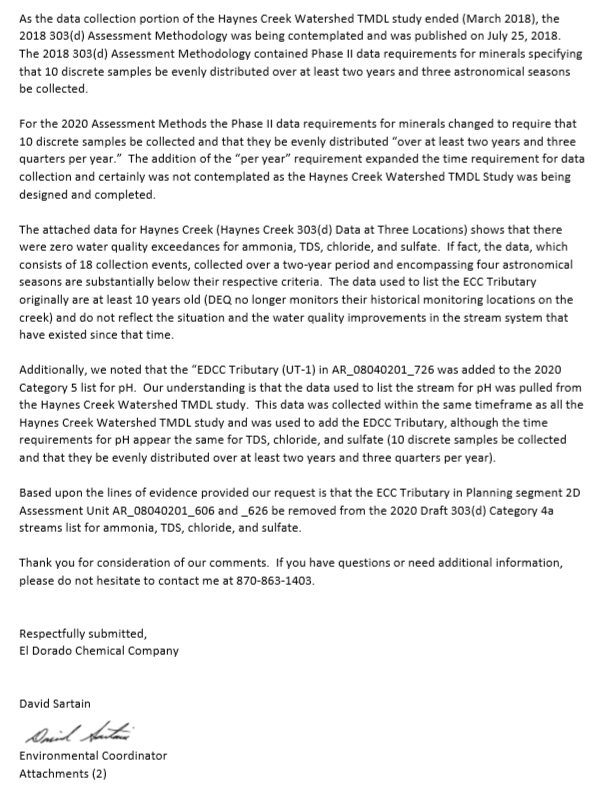 As the data collection portion of the Haynes Creek Watershed TMDL study ended (March 2018), the
2018 303(d) Assessment Methodology was being contemplated and was published on July 25, 2018.
The 2018 303(d) Assessment Methodology contained Phase II data requirements for minerals specifying
that 10 discrete samples be evenly distributed over at least two years and three astronomical seasons
be collected.
For the 2020 Assessment Methods the Phase II data requirements for minerals changed to require that
10 discrete samples be collected and that they be evenly distributed “over at least two years and three
quarters per year.” The addition of the “per year” requirement expanded the time requirement for data
collection and certainly was not contemplated as the Haynes Creek Watershed TMDL Study was being
designed and completed.
The attached data for Haynes Creek (Haynes Creek 303(d) Data at Three Locations) shows that there
were zero water quality exceedances for ammonia, TDS, chloride, and sulfate. If fact, the data, which
consists of 18 collection events, collected over a two-year period and encompassing four astronomical
seasons are substantially below their respective criteria. The data used to list the ECC Tributary
originally are at least 10 years old (DEQ no longer monitors their historical monitoring locations on the
creek) and do not reflect the situation and the water quality improvements in the stream system that
have existed since that time.
Additionally, we noted that the “EDCC Tributary (UT-1) in AR_08040201_726 was added to the 2020
Category 5 list for pH. Our understanding is that the data used to list the stream for pH was pulled from
the Haynes Creek Watershed TMDL study. This data was collected within the same timeframe as all the
Haynes Creek Watershed TMDL study and was used to add the EDCC Tributary, although the time
requirements for pH appear the same for TDS, chloride, and sulfate (10 discrete samples be collected
and that they be evenly distributed over at least two years and three quarters per year).
Based upon the lines of evidence provided our request is that the ECC Tributary in Planning segment 2D
Assessment Unit AR_08040201_606 and _626 be removed from the 2020 Draft 303(d) Category 4a
streams list for ammonia, TDS, chloride, and sulfate.
Thank you for consideration of our comments. If you have questions or need additional information,
please do not hesitate to contact me at 870-863-1403.
Respectfully submitted,
El Dorado Chemical Company
David Sartain
David Sartain
Environmental Coordinator
Attachments (2)